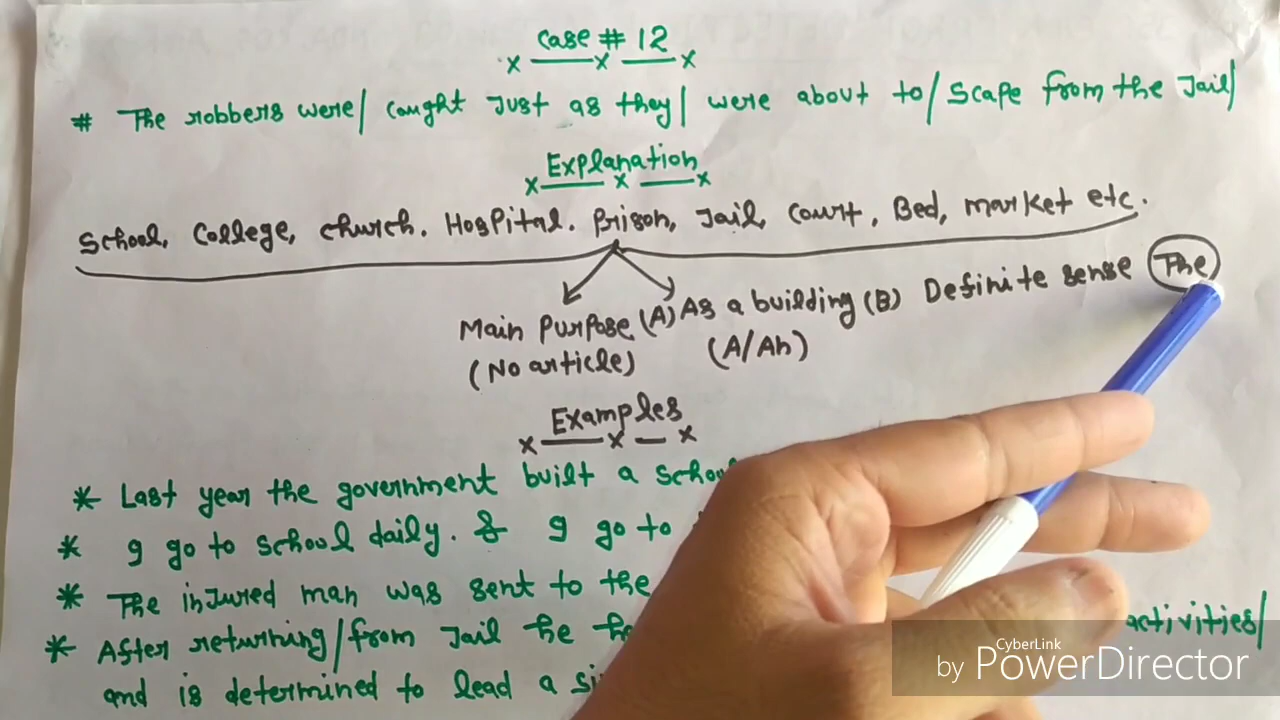 Case # 12
# The robbers were/ caught Just as they/ were about to/ Scape from the Jail/
Explanation
School, College, church. Hospital. Prison, Jail, Court, Bed, market etc.
Main Purpose (A) As a building (B) Definite sense The
(No article) (A/An)
Examples
* Last year the government built a
* I go to school daily. & I go to
* The injured man was sent to the
* After returning/from Jail he activities/
and is determined to lead a
CyberLink
by PowerDirector